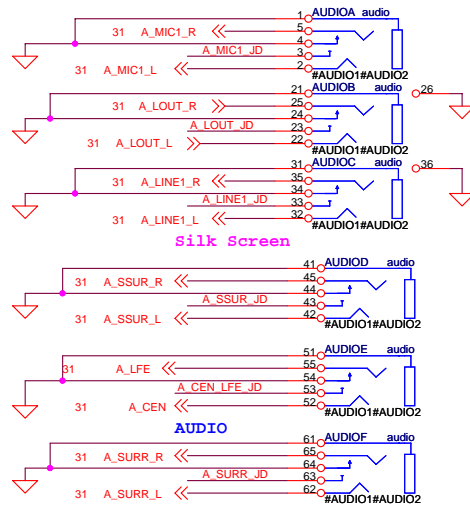 1 AUDIOA audio
31 A_MIC1_R 5
4
A_MIC1_JD 3
31 A_MIC1_L 2
#AUDIO1#AUDIO2
21 AUDIOB audio 26
31 A_LOUT_R 25
24
A_LOUT_JD 23
31 A_LOUT_L 22
#AUDIO1#AUDIO2
31 AUDIOC audio 36
31 A_LINE1_R 35
34
A_LINE1_JD 33
31 A_LINE1_L 32
#AUDIO1#AUDIO2
Silk Screen
41 AUDIOD audio
31 A_SSUR_R 45
44
A_SSUR_JD 43
31 A_SSUR_L 42
#AUDIO1#AUDIO2
51 AUDIOE audio
31 A_LFE 55
54
A_CEN_LFE_JD 53
31 A_CEN 52
#AUDIO1#AUDIO2
AUDIO
61 AUDIOF audio
31 A_SURR_R 65
64
A_SURR_JD 63
31 A_SURR_L 62
#AUDIO1#AUDIO2